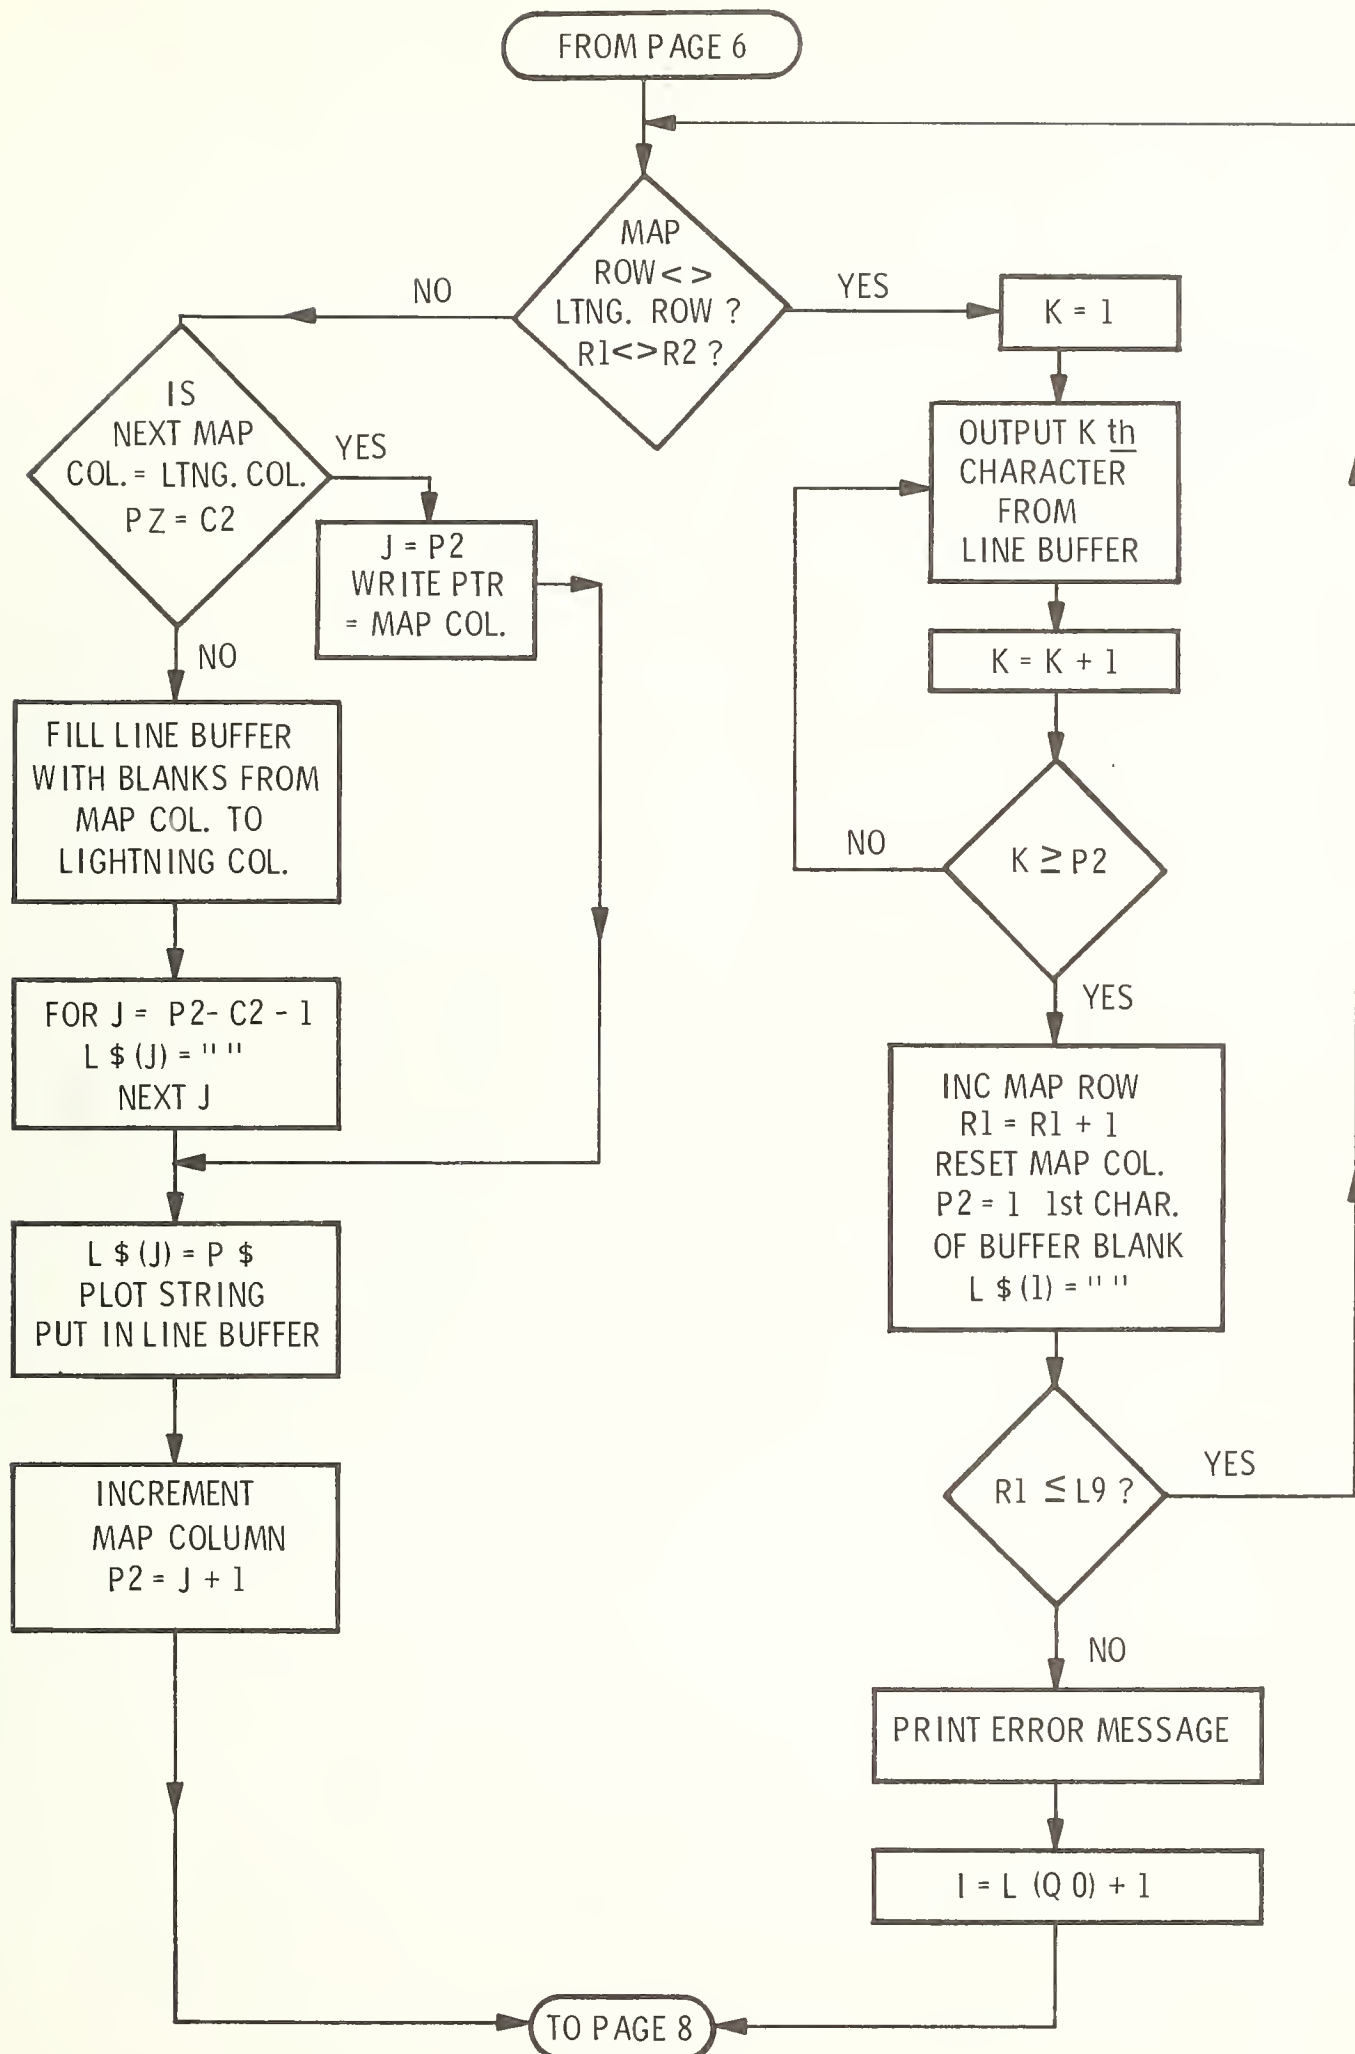 FROM PAGE 6
MAP
ROW < >
LTNG. ROW ?
R1<>R2 ?
NO
YES
K = 1
IS
NEXT MAP
COL. = LTNG. COL.
PZ = C2
YES
NO
J = P2
WRITE PTR
= MAP COL.
OUTPUT K th
CHARACTER
FROM
LINE BUFFER
K = K + 1
FILL LINE BUFFER
WITH BLANKS FROM
MAP COL. TO
LIGHTNING COL.
K ≥ P2
NO
YES
FOR J = P2- C2 - 1
L $ (J) = " "
NEXT J
INC MAP ROW
R1 = R1 + 1
RESET MAP COL.
P2 = 1 1st CHAR.
OF BUFFER BLANK
L $ (1) = " "
L $ (J) = P $
PLOT STRING
PUT IN LINE BUFFER
R1 ≤ L9 ?
YES
NO
INCREMENT
MAP COLUMN
P2 = J + 1
PRINT ERROR MESSAGE
I = L (Q 0) + 1
TO PAGE 8